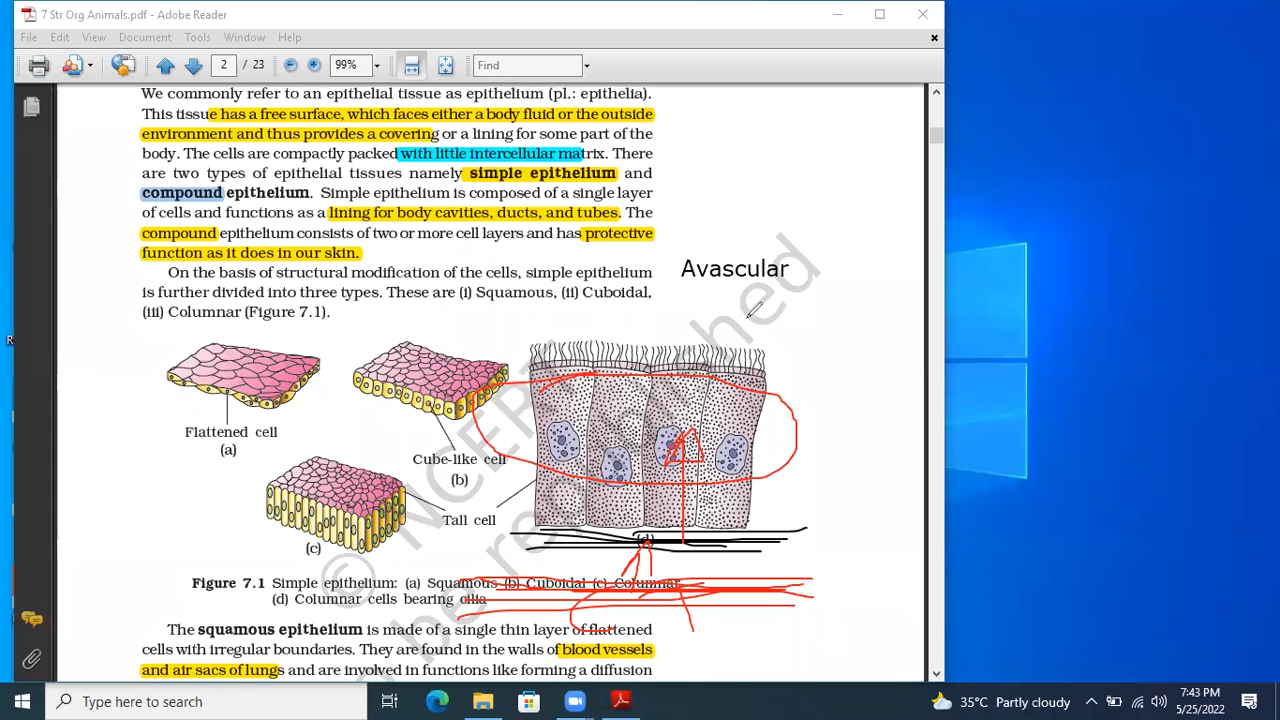 7 Str Org Animals.pdf - Adobe Reader
File Edit View Document Tools Window Help
2 / 23 99% Find
We commonly refer to an epithelial tissue as epithelium (pl.: epithelia).
This tissue has a free surface, which faces either a body fluid or the outside
environment and thus provides a covering or a lining for some part of the
body. The cells are compactly packed with little intercellular matrix. There
are two types of epithelial tissues namely simple epithelium and
compound epithelium. Simple epithelium is composed of a single layer
of cells and functions as a lining for body cavities, ducts, and tubes. The
compound epithelium consists of two or more cell layers and has protective
function as it does in our skin.
Avascular
On the basis of structural modification of the cells, simple epithelium
is further divided into three types. These are (i) Squamous, (ii) Cuboidal,
(iii) Columnar (Figure 7.1).
Flattened cell
(a)
Cube-like cell
(b)
Tall cell
(c)
(d)
Figure 7.1 Simple epithelium: (a) Squamous (b) Cuboidal (c) Columnar
(d) Columnar cells bearing cilia
The squamous epithelium is made of a single thin layer of flattened
cells with irregular boundaries. They are found in the walls of blood vessels
and air sacs of lungs and are involved in functions like forming a diffusion
© NCERT
be republished
R
Type here to search
35°C Partly cloudy
7:43 PM
5/25/2022